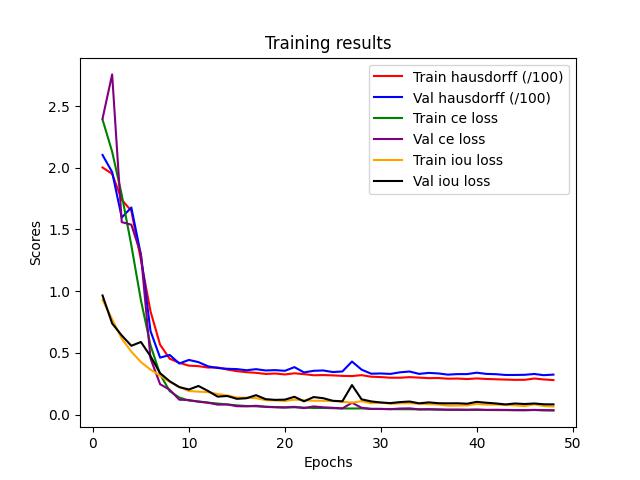 Training results
Train hausdorff (/100)
Val hausdorff (/100)
Train ce loss
Val ce loss
Train iou loss
Val iou loss
Scores
2.5
2.0
1.5
1.0
0.5
0.0
0 10 20 30 40 50
Epochs